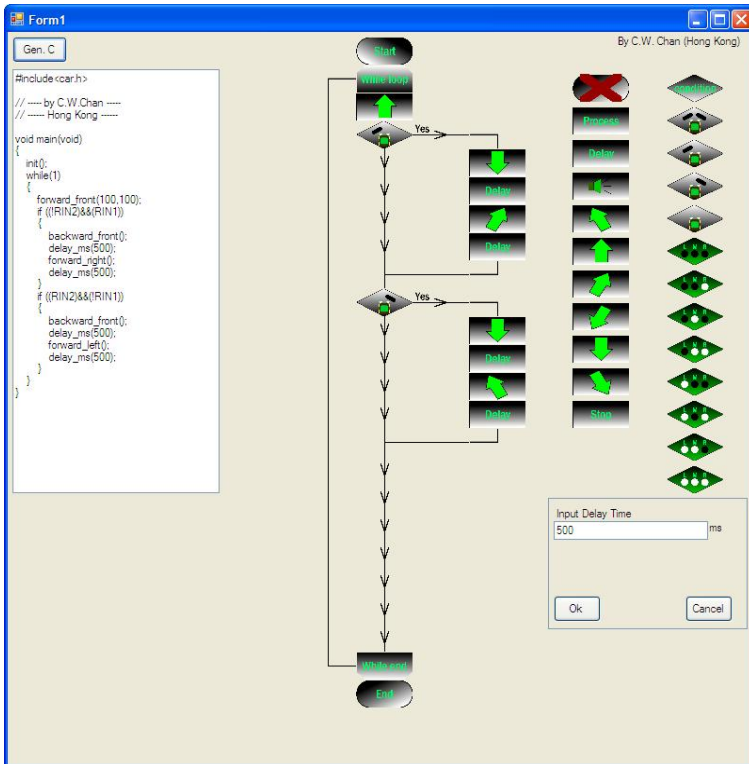 Form1
Gen. C
By C.W. Chan (Hong Kong)
#include<car.h>
// ----- by C.W.Chan -----
// ------ Hong Kong ------
void main(void)
{
init();
while(1)
{
forward_front(100,100);
if ((!RIN2)&&(RIN1))
{
backward_front();
delay_ms(500);
forward_right();
delay_ms(500);
}
if ((RIN2)&&(!RIN1))
{
backward_front();
delay_ms(500);
forward_left();
delay_ms(500);
}
}
}
Start
While loop
Yes
Delay
Delay
Yes
Delay
Delay
While end
End
Process
Delay
Stop
condition
L M R
L M R
L M R
L M R
L M R
L M R
L M R
L M R
Input Delay Time
500
ms
Ok
Cancel